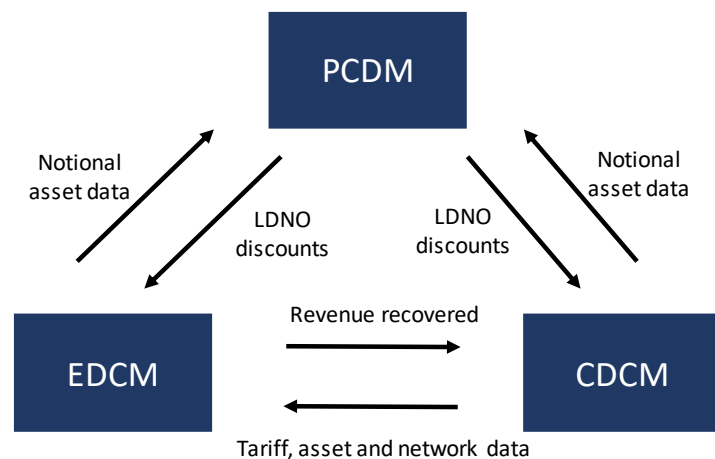 PCDM
Notional
asset data
Notional
asset data
LDNO
discounts
LDNO
discounts
Revenue recovered
EDCM
CDCM
Tariff, asset and network data